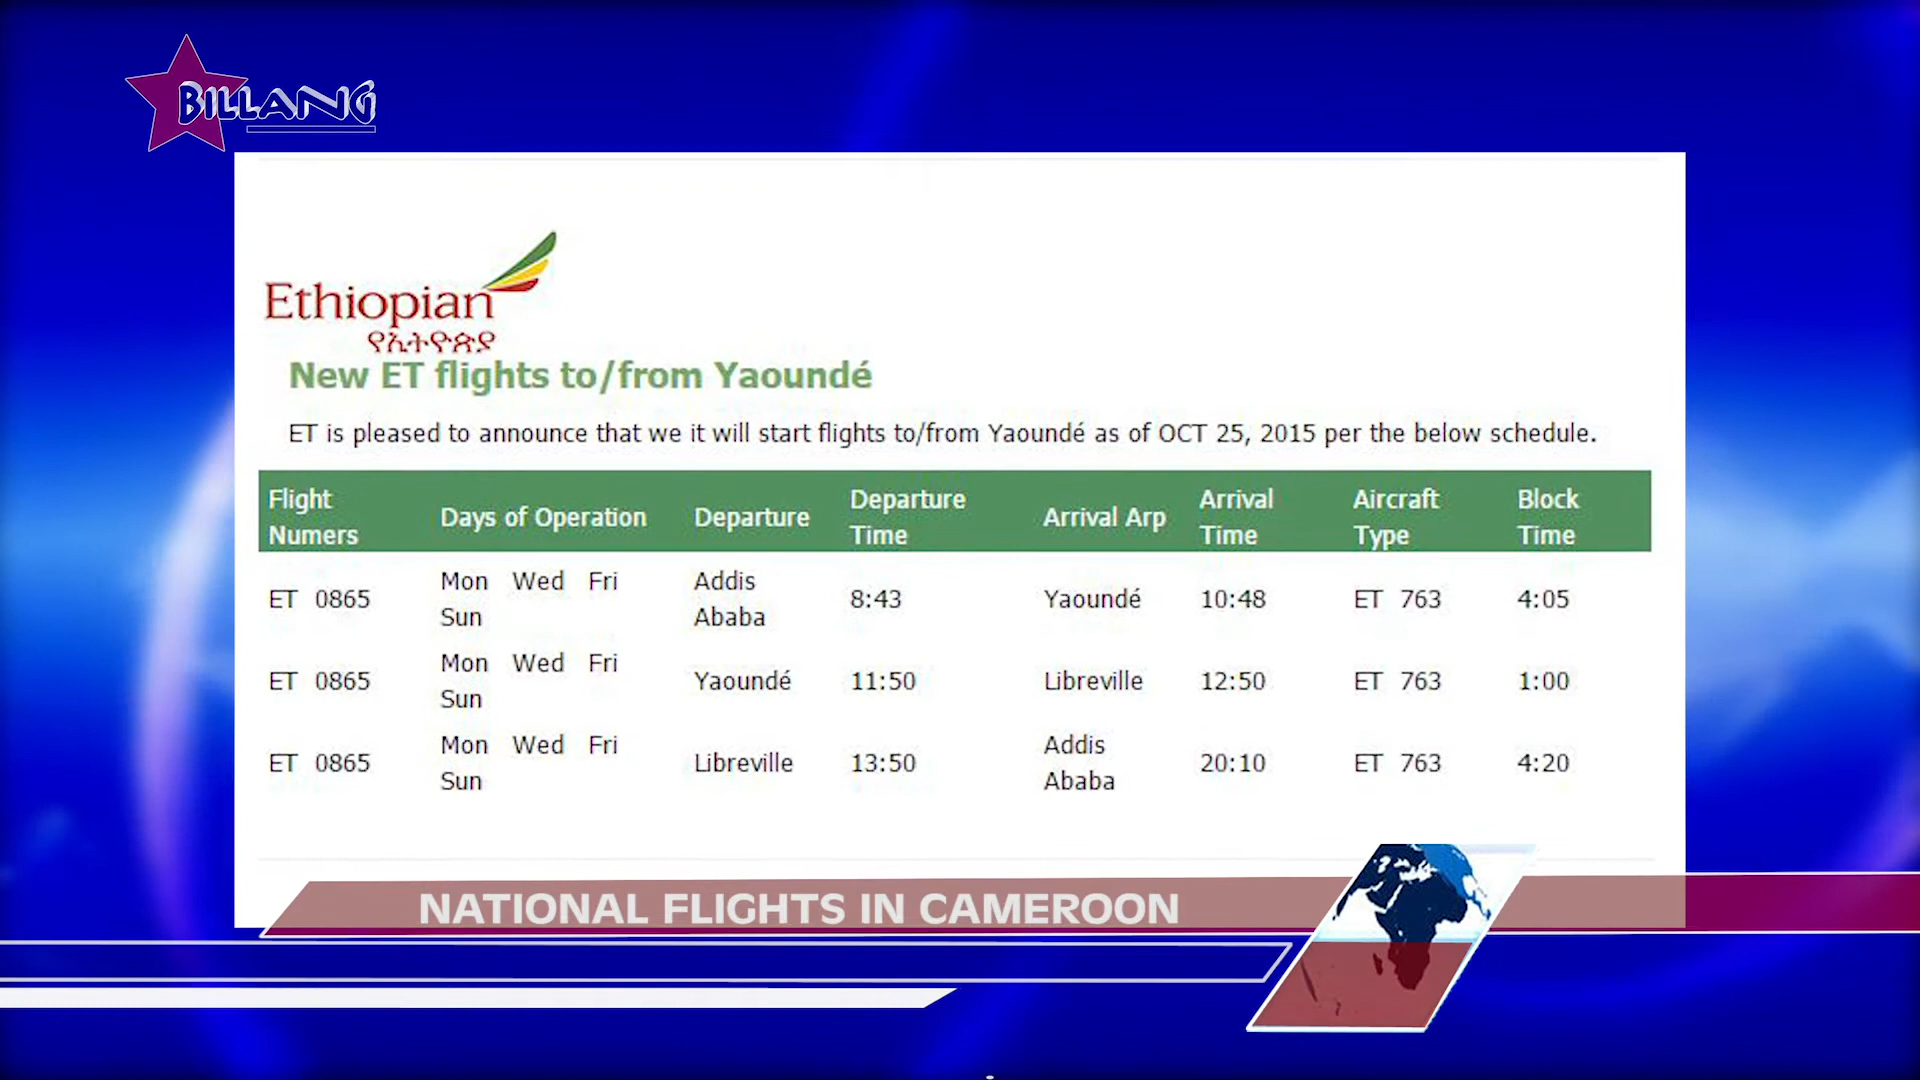 BILLANG
Ethiopian
የኢትዮጵያ
New ET flights to/from Yaoundé
ET is pleased to announce that we it will start flights to/from Yaoundé as of OCT 25, 2015 per the below schedule.
Flight Numers Days of Operation Departure Departure Time Arrival Arp Arrival Time Aircraft Type Block Time
ET 0865 Mon Wed Fri Sun Addis Ababa 8:43 Yaoundé 10:48 ET 763 4:05
ET 0865 Mon Wed Fri Sun Yaoundé 11:50 Libreville 12:50 ET 763 1:00
ET 0865 Mon Wed Fri Sun Libreville 13:50 Addis Ababa 20:10 ET 763 4:20
NATIONAL FLIGHTS IN CAMEROON